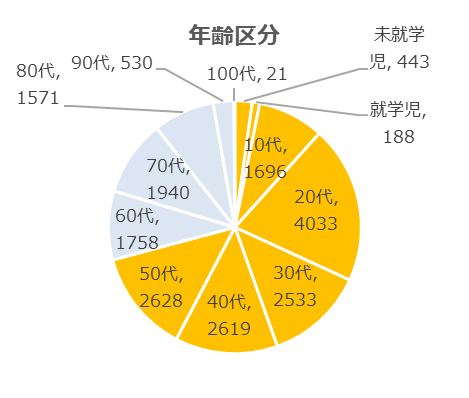 年齢区分
未就学
児, 443
就学児,
188
10代,
1696
20代,
4033
30代,
2533
40代,
2619
50代,
2628
60代,
1758
70代,
1940
80代,
1571
90代, 530
100代, 21